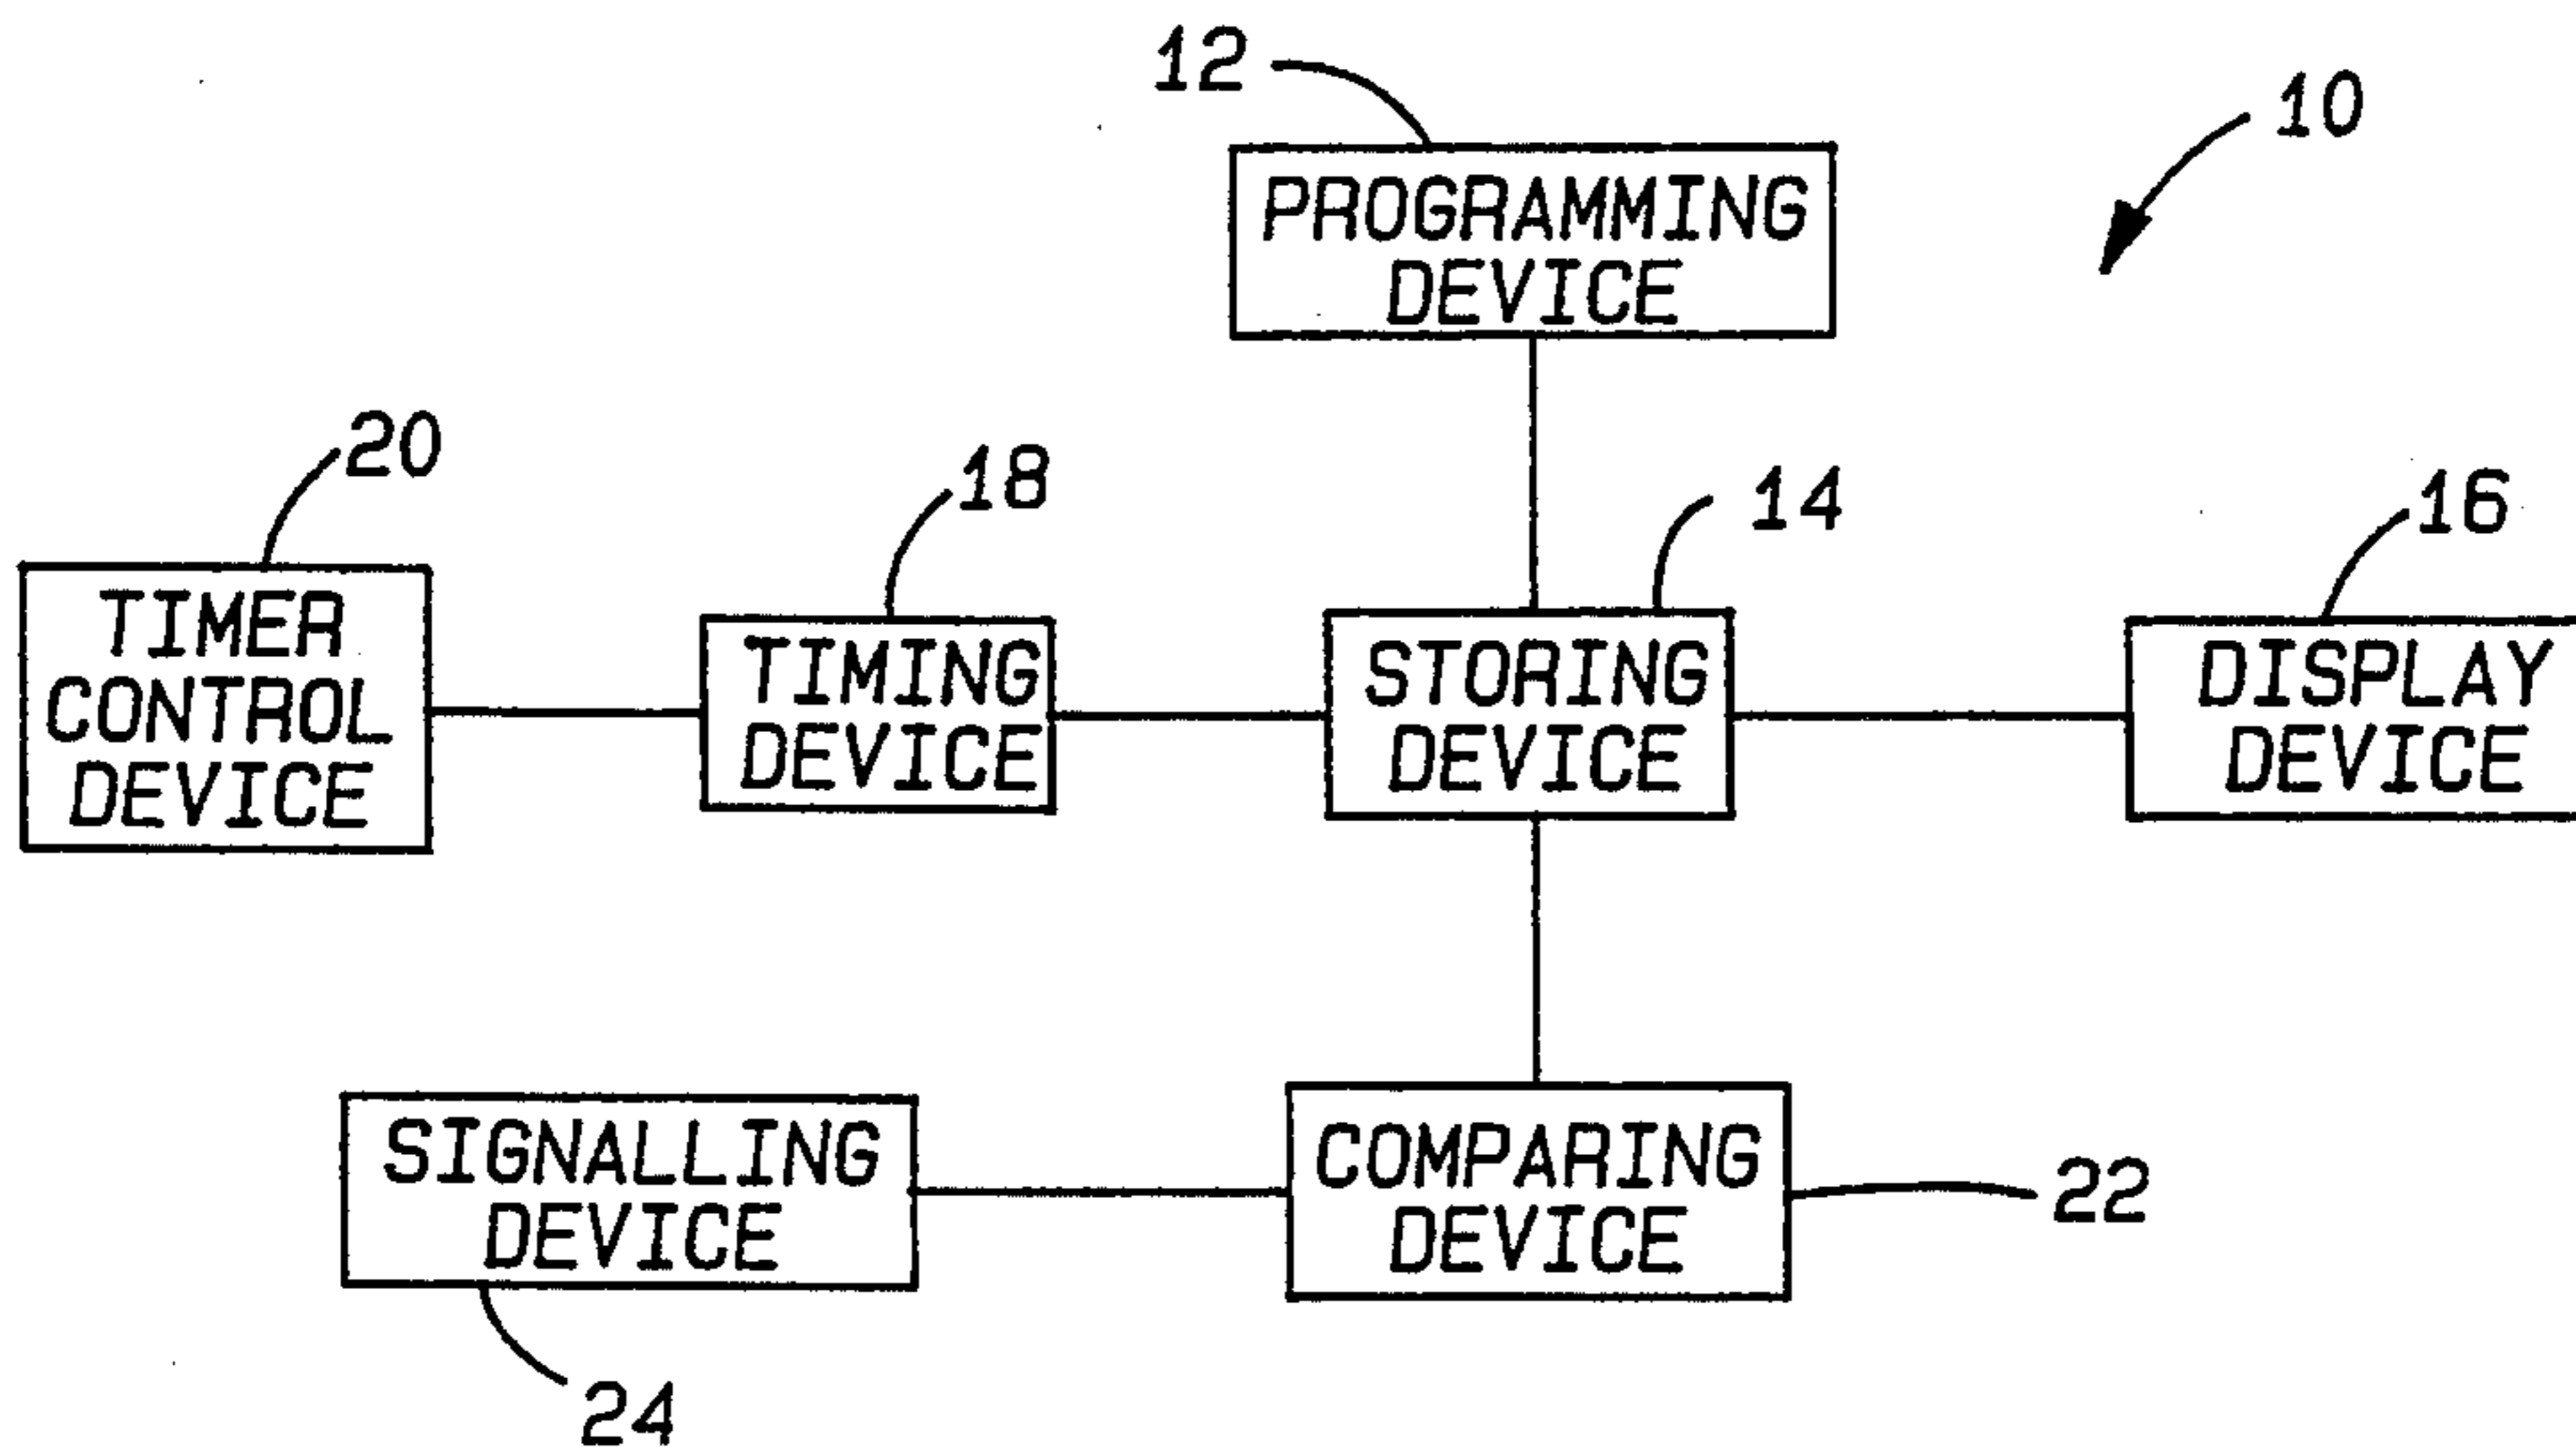 12
10
PROGRAMMING
DEVICE
20
18
14
16
TIMER
CONTROL
DEVICE
TIMING
DEVICE
STORING
DEVICE
DISPLAY
DEVICE
SIGNALLING
DEVICE
COMPARING
DEVICE
22
24